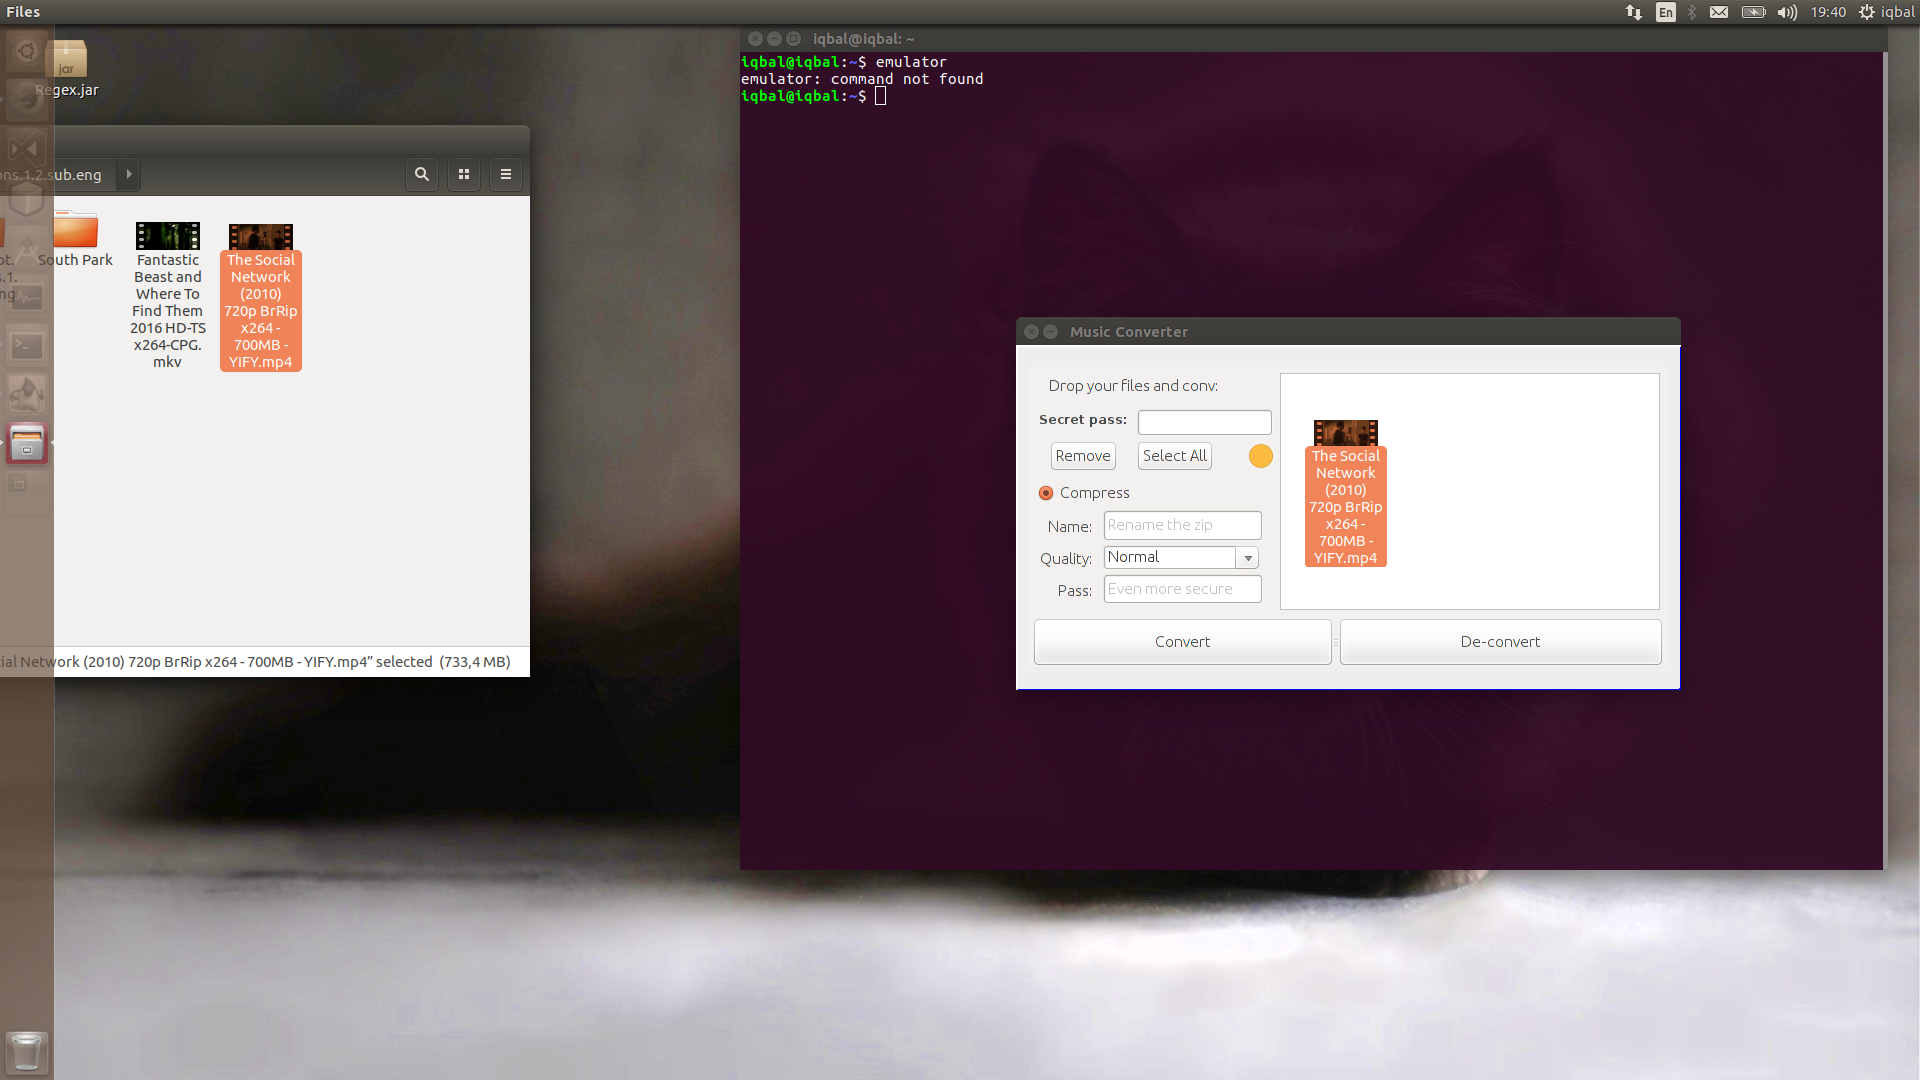 Files
En
19:40
iqbal
jar
Regex.jar
ons.1.2.sub.eng
South Park
Fantastic
Beast and
Where To
Find Them
2016 HD-TS
x264-CPG.
mkv
The Social
Network
(2010)
720p BrRip
x264 -
700MB -
YIFY.mp4
ot.
s.1.
ng
ial Network (2010) 720p BrRip x264 - 700MB - YIFY.mp4” selected (733,4 MB)
iqbal@iqbal: ~
iqbal@iqbal:~$ emulator
emulator: command not found
iqbal@iqbal:~$
Music Converter
Drop your files and conv:
Secret pass:
Remove
Select All
Compress
Name:
Rename the zip
Quality:
Normal
Pass:
Even more secure
The Social
Network
(2010)
720p BrRip
x264 -
700MB -
YIFY.mp4
Convert
De-convert